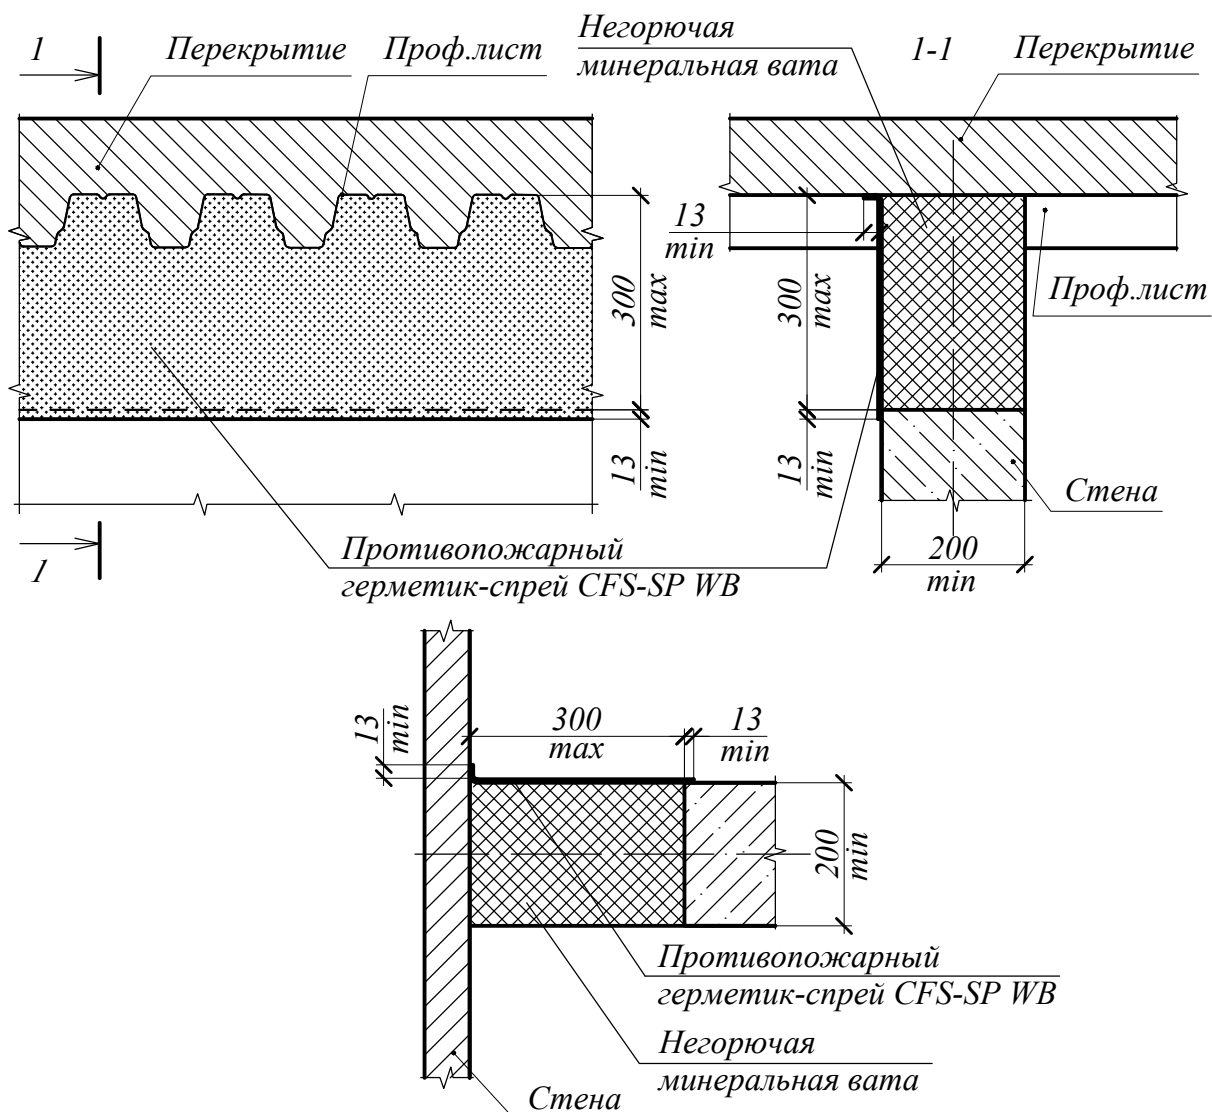 1
Перекрытие
Проф.лист
300
max
13
min
1
Противопожарный
герметик-спрей CFS-SP WB
Негорючая
минеральная вата
1-1
Перекрытие
13
min
300
max
Проф.лист
13
min
Стена
200
min
13
min
300
max
13
min
200
min
Противопожарный
герметик-спрей CFS-SP WB
Негорючая
минеральная вата
Стена